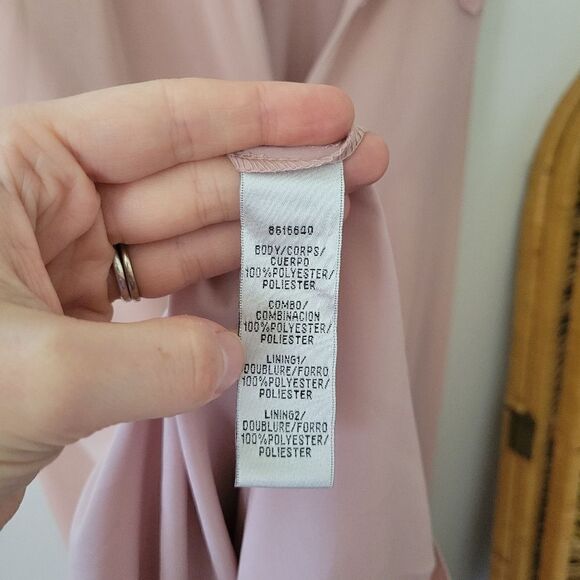 8616640
BODY/CORPS/
CUERPO
100%POLYESTER/
POLIESTER
COMBO/
COMBINACION
100%POLYESTER/
POLIESTER
LINING1/
DOUBLURE/FORRO
100%POLYESTER/
POLIESTER
LINING2/
DOUBLURE/FORRO
100%POLYESTER/
POLIESTER